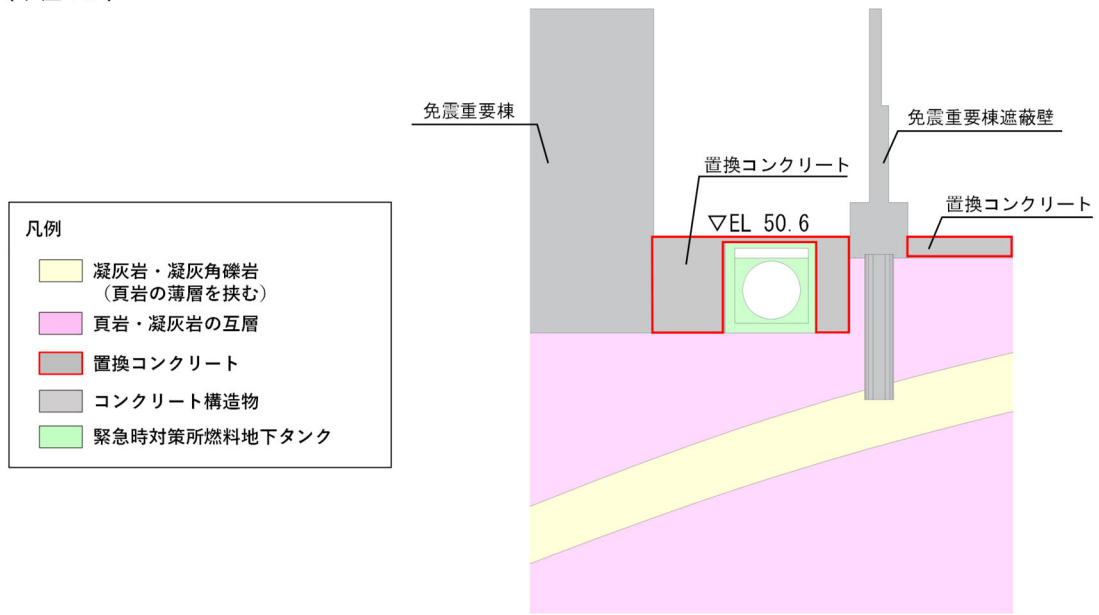 免震重要棟
免震重要棟遮蔽壁
置換コンクリート
置換コンクリート
▽EL 50.6
凡例
凝灰岩・凝灰角礫岩
（頁岩の薄層を挟む）
頁岩・凝灰岩の互層
置換コンクリート
コンクリート構造物
緊急時対策所燃料地下タンク